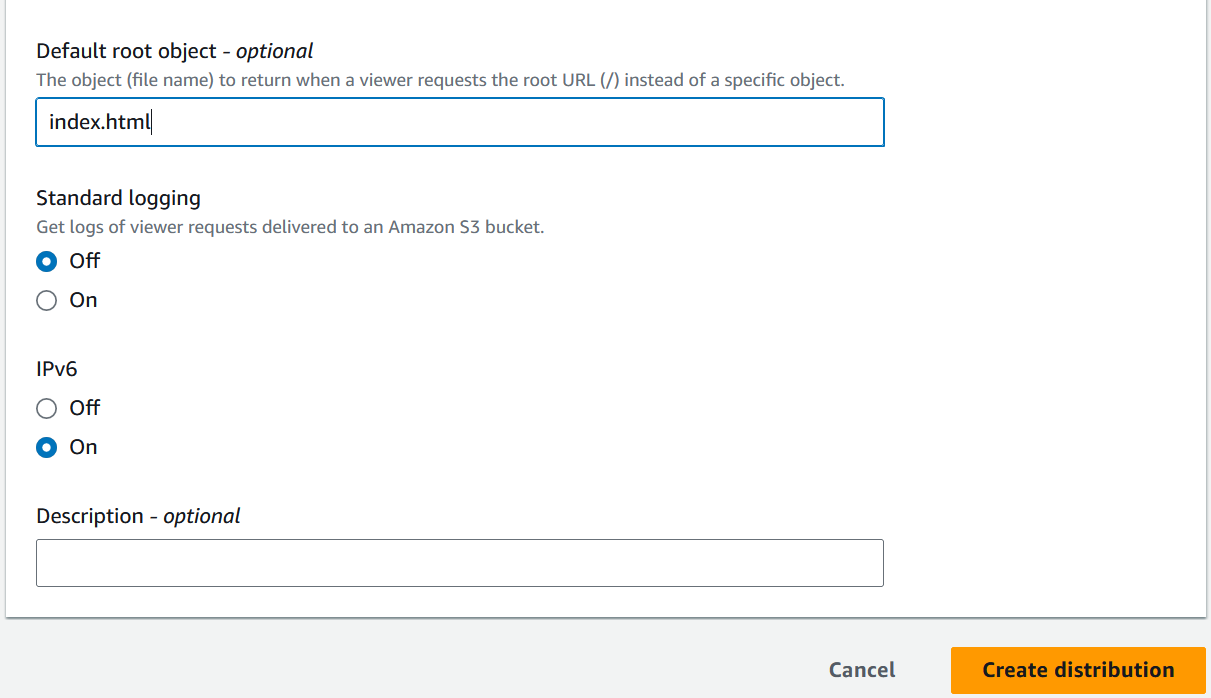 Default root object - optional
The object (file name) to return when a viewer requests the root URL (/) instead of a specific object.
index.html
Standard logging
Get logs of viewer requests delivered to an Amazon S3 bucket.
Off
On
IPv6
Off
On
Description - optional
Cancel
Create distribution